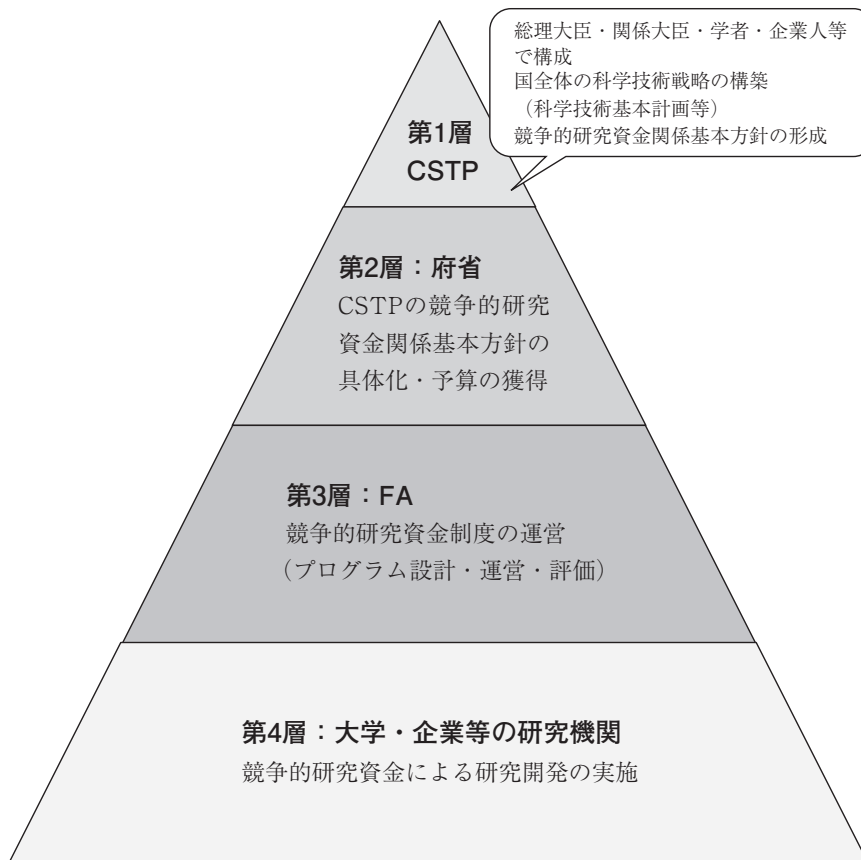 総理大臣・関係大臣・学者・企業人等
で構成
国全体の科学技術戦略の構築
（科学技術基本計画等）
競争的研究資金関係基本方針の形成
第1層
CSTP
第2層：府省
CSTPの競争的研究
資金関係基本方針の
具体化・予算の獲得
第3層：FA
競争的研究資金制度の運営
（プログラム設計・運営・評価）
第4層：大学・企業等の研究機関
競争的研究資金による研究開発の実施